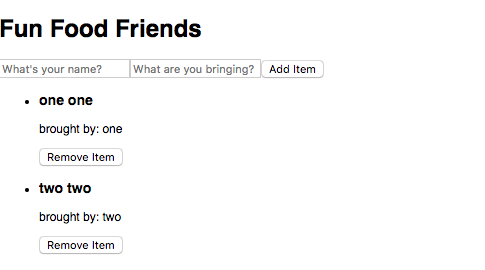 Fun Food Friends
What's your name? What are you bringing? Add Item
one one
brought by: one
Remove Item
two two
brought by: two
Remove Item